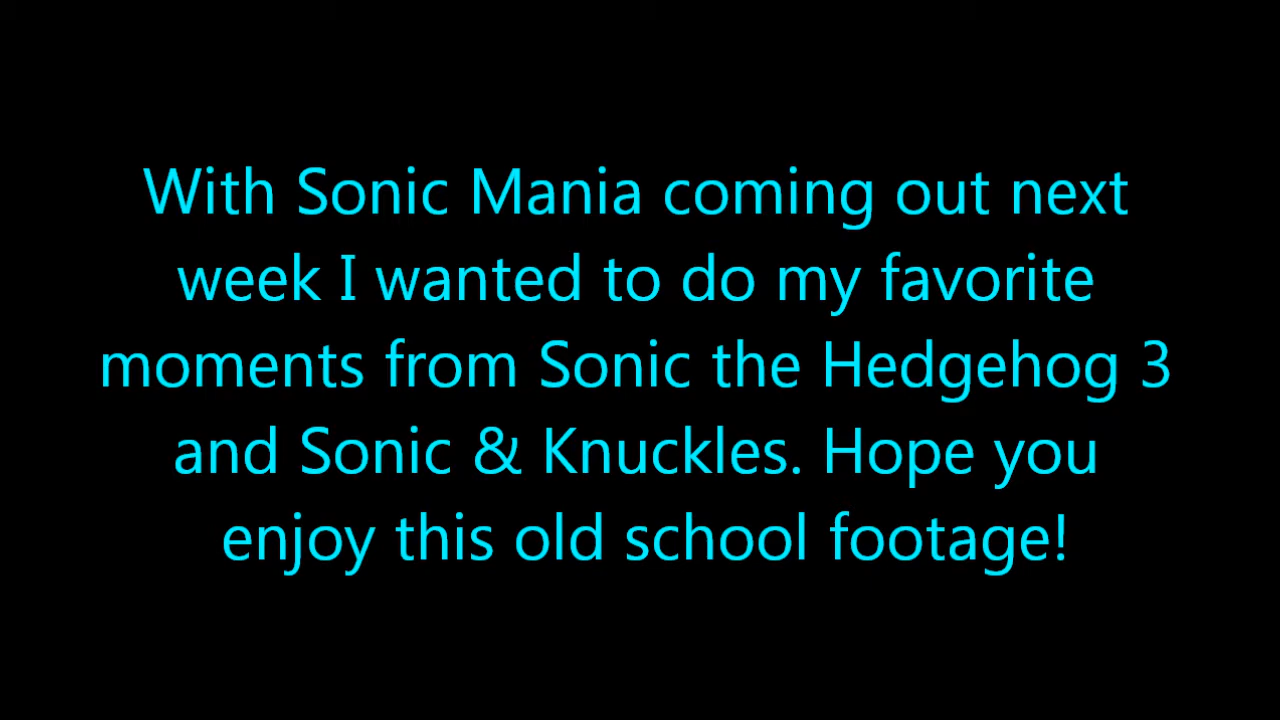 With Sonic Mania coming out next
week I wanted to do my favorite
moments from Sonic the Hedgehog 3
and Sonic & Knuckles. Hope you
enjoy this old school footage!